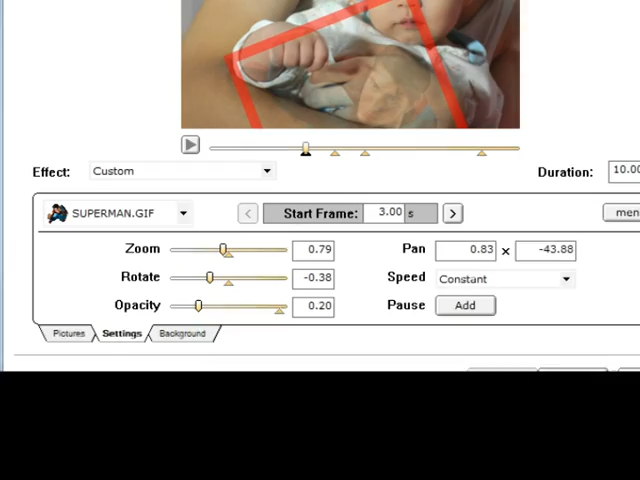 Effect: Custom Duration: 10.00
SUPERMAN.GIF < Start Frame: 3.00 s > men
Zoom 0.79 Pan 0.83 x -43.88
Rotate -0.38 Speed Constant
Opacity 0.20 Pause Add
Pictures Settings Background